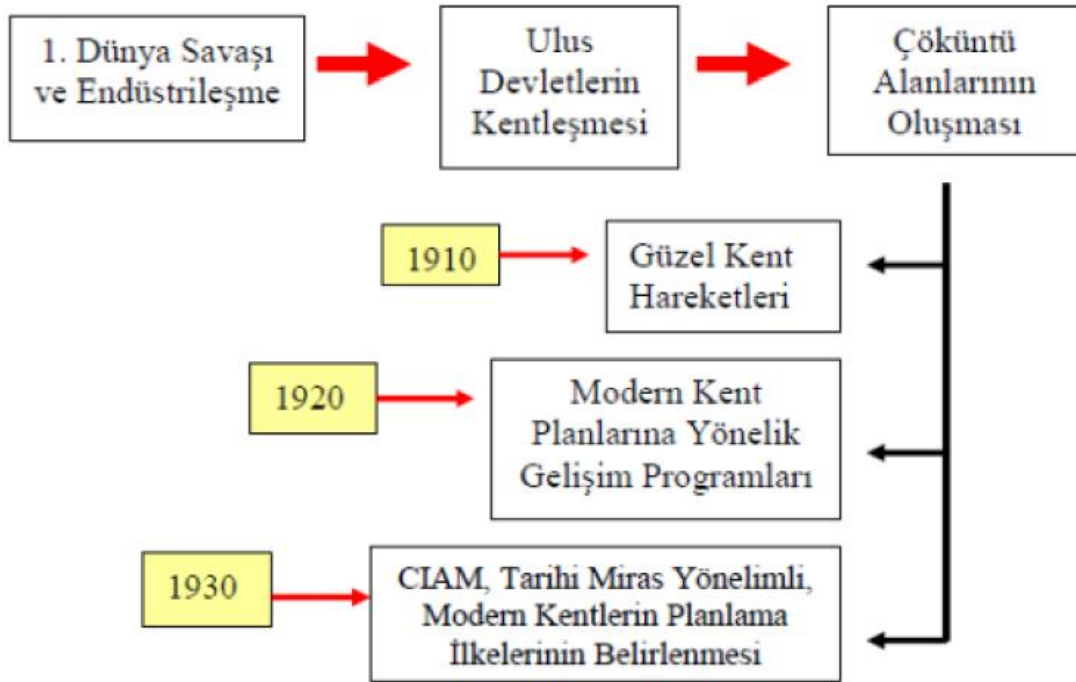 1. Dünya Savaşı
ve Endüstrileşme
Ulus
Devletlerin
Kentleşmesi
Çöküntü
Alanlarının
Oluşması
1910
Güzel Kent
Hareketleri
1920
Modern Kent
Planlarına Yönelik
Gelişim Programları
1930
CIAM, Tarihi Miras Yönelimli,
Modern Kentlerin Planlama
İlkelerinin Belirlenmesi